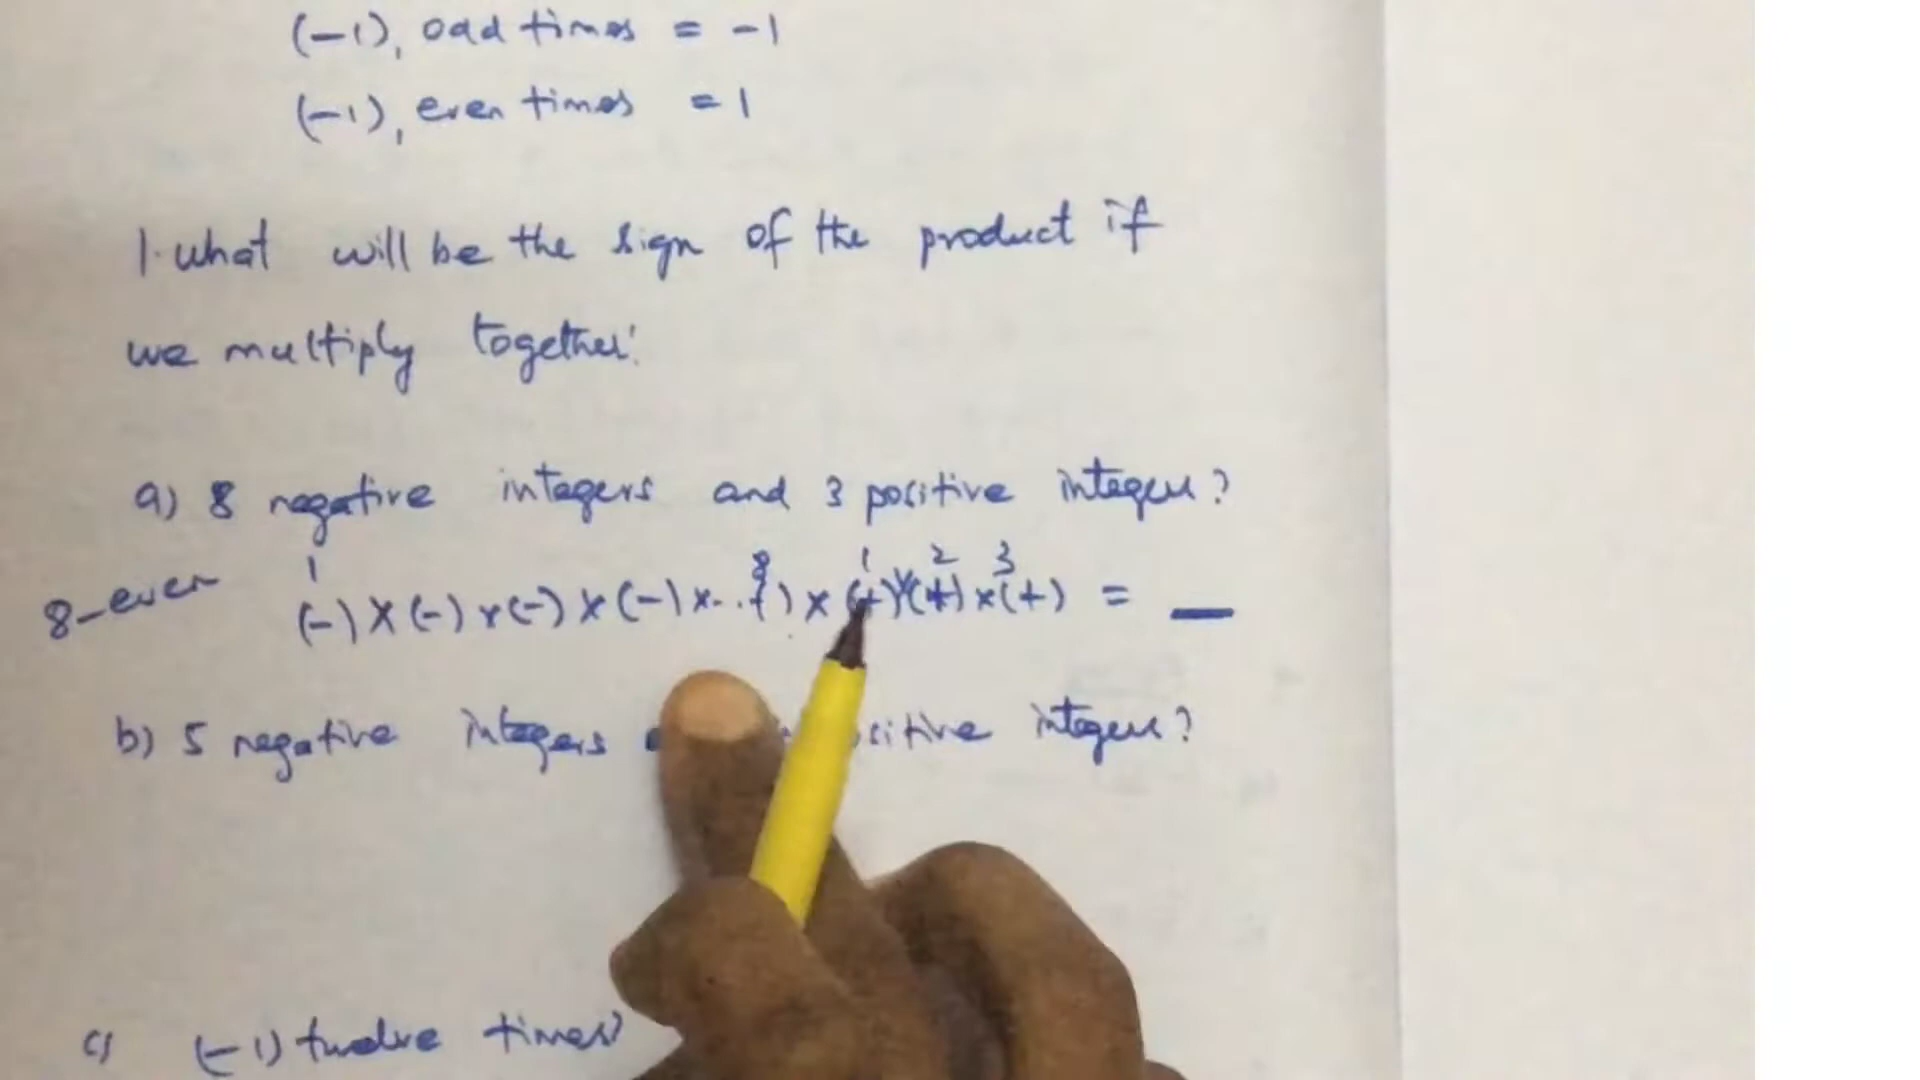 (-1), odd times = -1
(-1), even times = 1
1. what will be the sign of the product if
we multiply together:
a) 8 negative integers and 3 positive integers?
8-even
1 8 1 2 3
(-) × (-) × (-) × (-) × .. (-) × (+) × (+) × (+) = __
b) 5 negative integers positive integers?
c) (-1) twelve times?